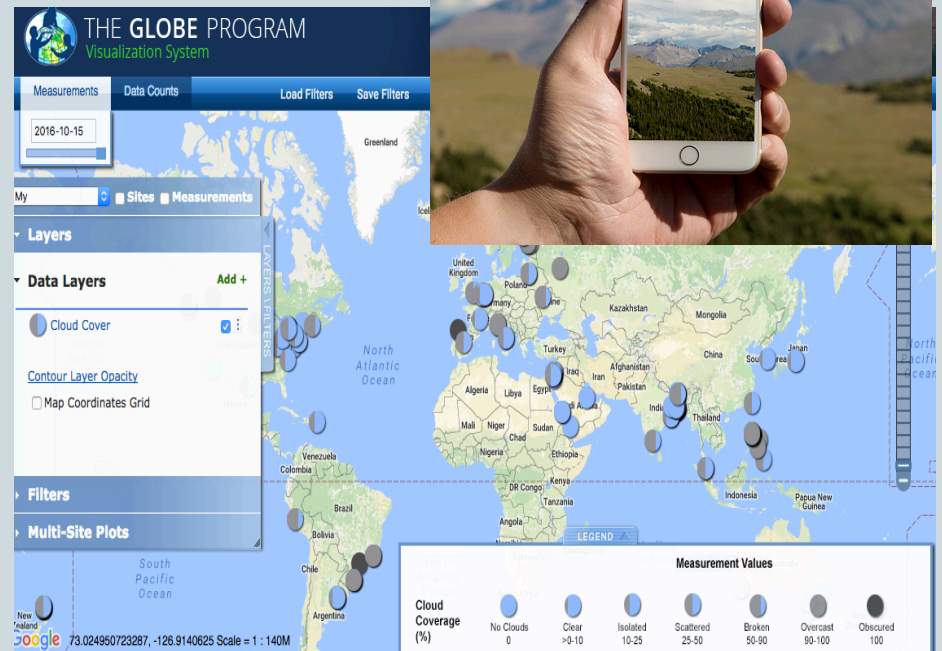 THE GLOBE PROGRAM
Visualization System
Measurements
Data Counts
Load Filters
Save Filters
2016-10-15
My
Sites
Measurements
Layers
Data Layers
Add +
Cloud Cover
Contour Layer Opacity
Map Coordinates Grid
Filters
Multi-Site Plots
LAYERS \ FILTERS
Greenland
United
Kingdom
Poland
Kazakhstan
Mongolia
Turkey
Iraq
Iran
Afghanistan
Pakistan
China
Japan
North
Atlantic
Ocean
Algeria
Libya
Egypt
Mali
Niger
Chad
Sudan
Nigeria
Ethiopia
Thailand
DR Congo
Kenya
Tanzania
Angola
Indonesia
Papua New
Guinea
Venezuela
Colombia
Brazil
Bolivia
Chile
Argentina
South
Pacific
Ocean
New
Google
73.024950723287, -126.9140625 Scale = 1 : 140M
LEGEND
Measurement Values
Cloud
Coverage
(%)
No Clouds
0
Clear
>0-10
Isolated
10-25
Scattered
25-50
Broken
50-90
Overcast
90-100
Obscured
100